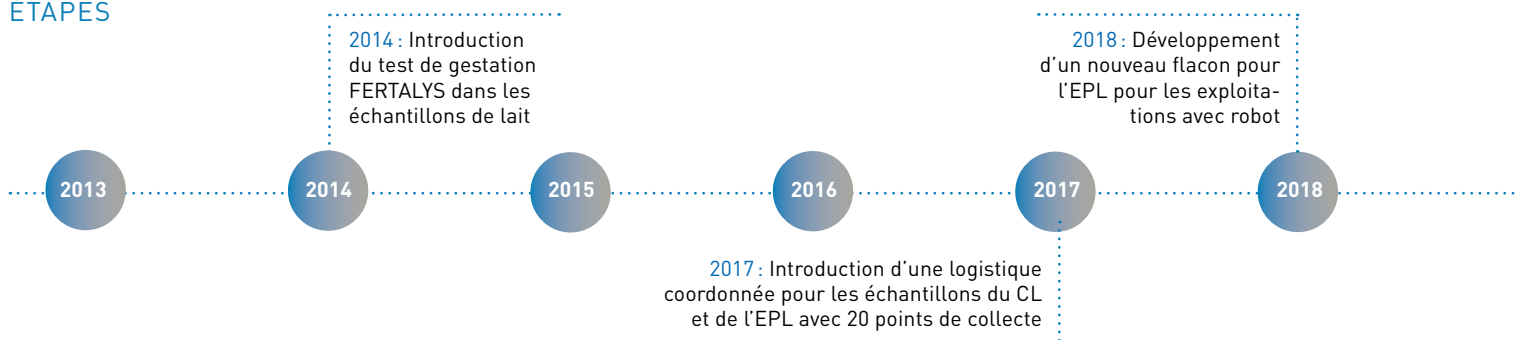 ÉTAPES
2014 : Introduction
du test de gestation
FERTALYS dans les
échantillons de lait
2018 : Développement
d'un nouveau flacon pour
l'EPL pour les exploita-
tions avec robot
2013
2014
2015
2016
2017
2018
2017 : Introduction d'une logistique
coordonnée pour les échantillons du CL
et de l'EPL avec 20 points de collecte